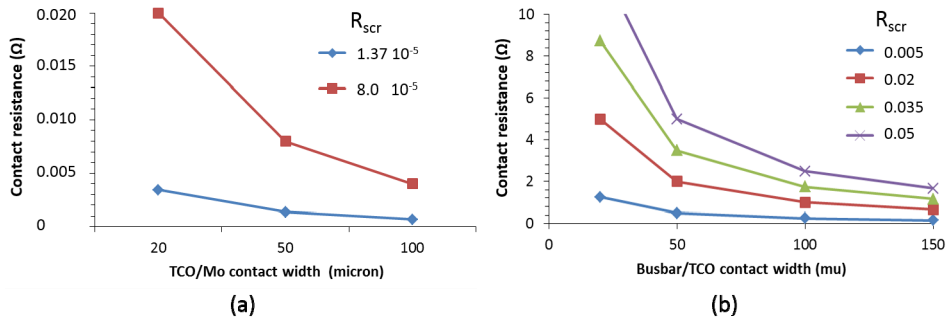 R_scr
1.37 10⁻⁵
8.0 10⁻⁵
Contact resistance (Ω)
0.020
0.015
0.010
0.005
0
20 50 100
TCO/Mo contact width (micron)
(a)
R_scr
0.005
0.02
0.035
0.05
Contact resistance (Ω)
10
8
6
4
2
0
0 50 100 150
Busbar/TCO contact width (mu)
(b)